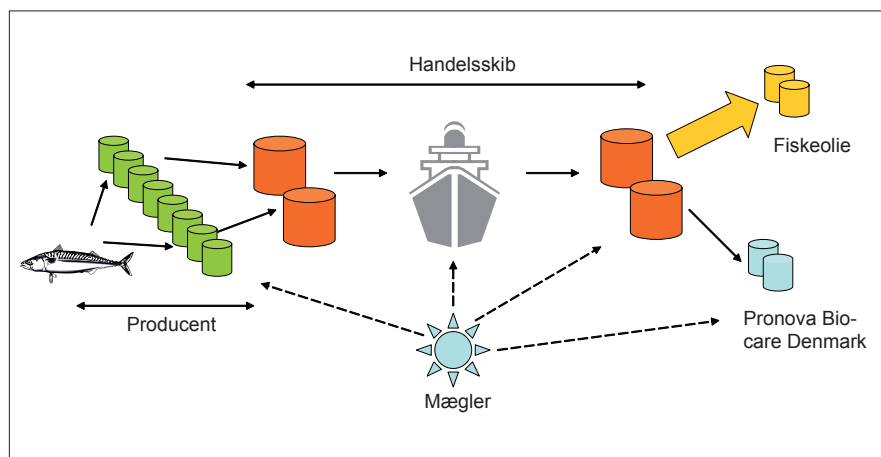 Handelsskib
Fiskeolie
Producent
Pronova Bio-
care Denmark
Mægler